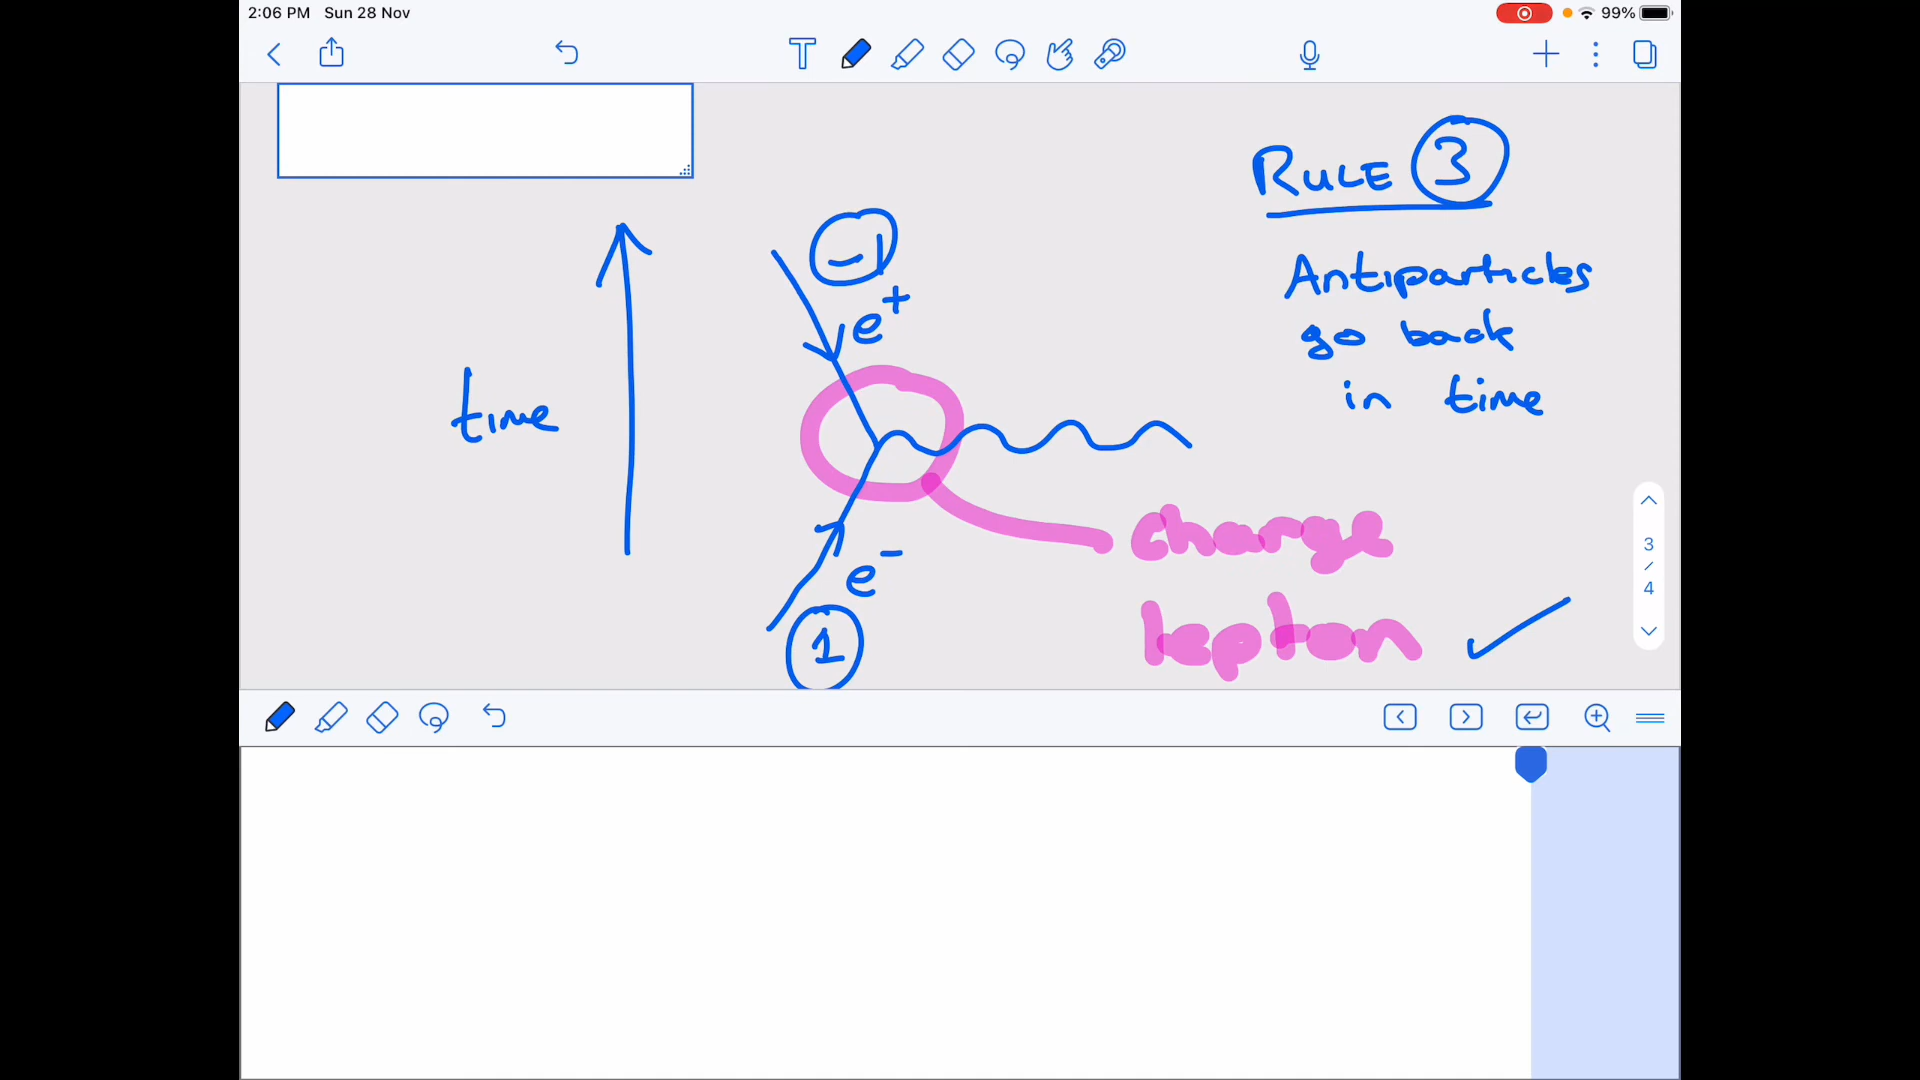 2:06 PM Sun 28 Nov
99%
RULE 3
Antiparticles
go back
in time
-1
e+
time
e-
1
change
lepton
3
/
4